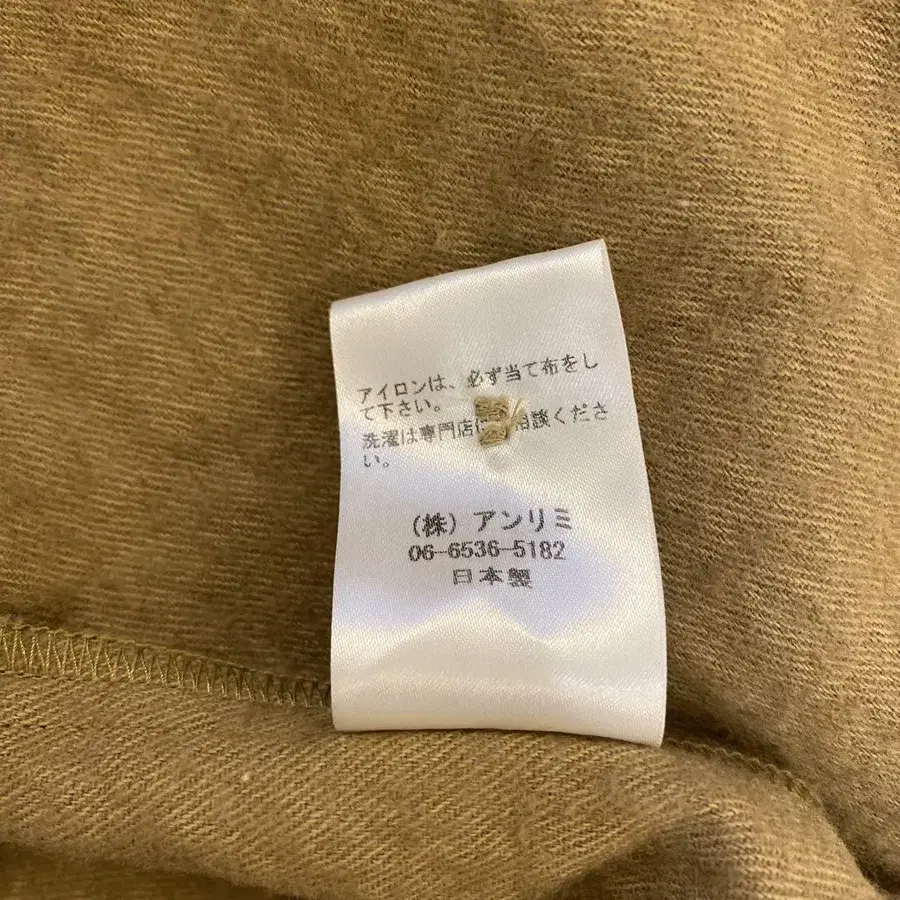 アイロンは、必ず当て布をし
て下さい。
洗濯は専門店に 相談くださ
い。
(株) アンリミ
06-6536-5182
日本製